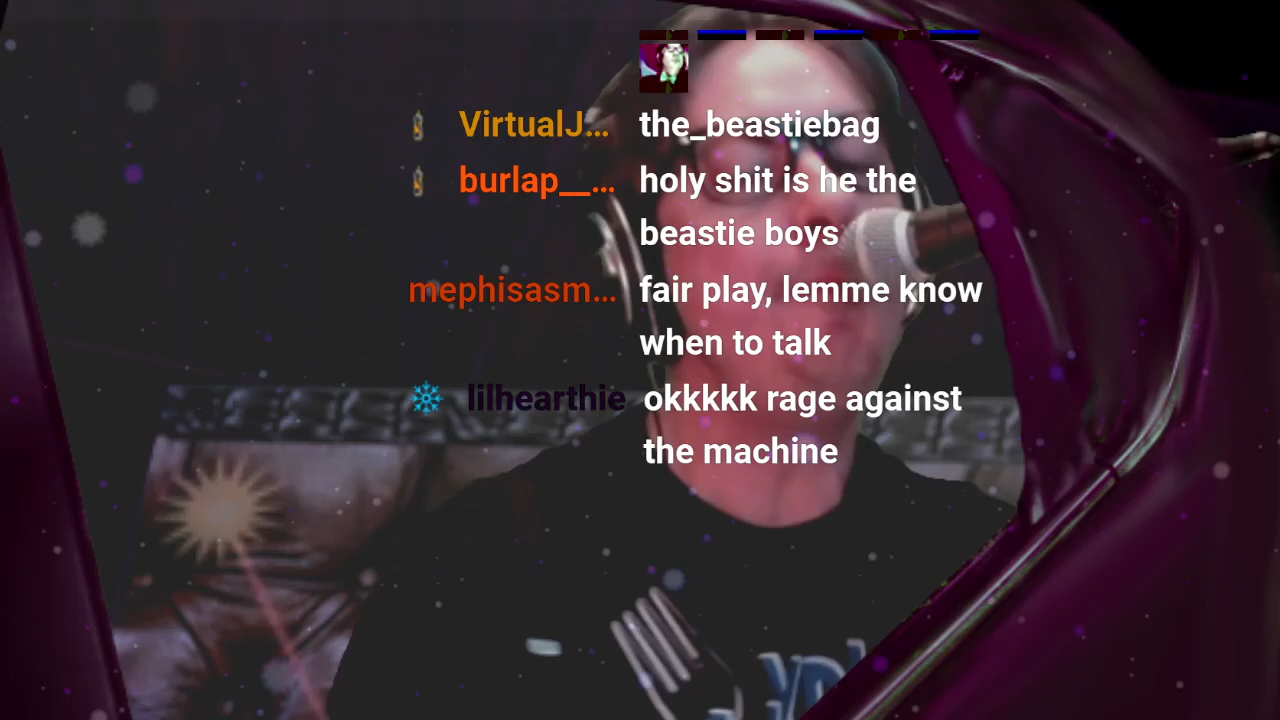 VirtualJ... the_beastiebag
burlap__... holy shit is he the
beastie boys
mephisasm... fair play, lemme know
when to talk
lilhearthie okkkkk rage against
the machine